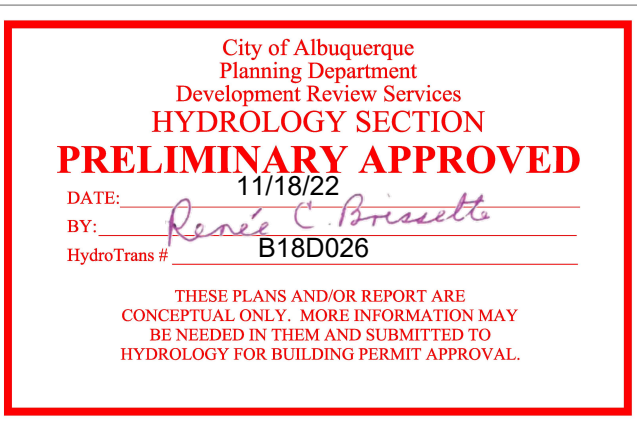 City of Albuquerque
Planning Department
Development Review Services
HYDROLOGY SECTION
PRELIMINARY APPROVED
DATE: 11/18/22
BY: Renée C. Brissette
HydroTrans # B18D026
THESE PLANS AND/OR REPORT ARE
CONCEPTUAL ONLY. MORE INFORMATION MAY
BE NEEDED IN THEM AND SUBMITTED TO
HYDROLOGY FOR BUILDING PERMIT APPROVAL.